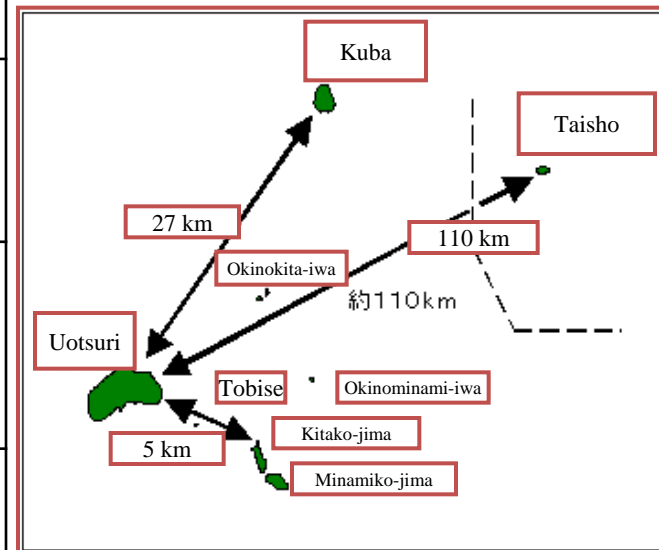 Kuba
Taisho
27 km
110 km
Okinokita-iwa
約110km
Uotsuri
Tobise
Okinominami-iwa
Kitako-jima
5 km
Minamiko-jima